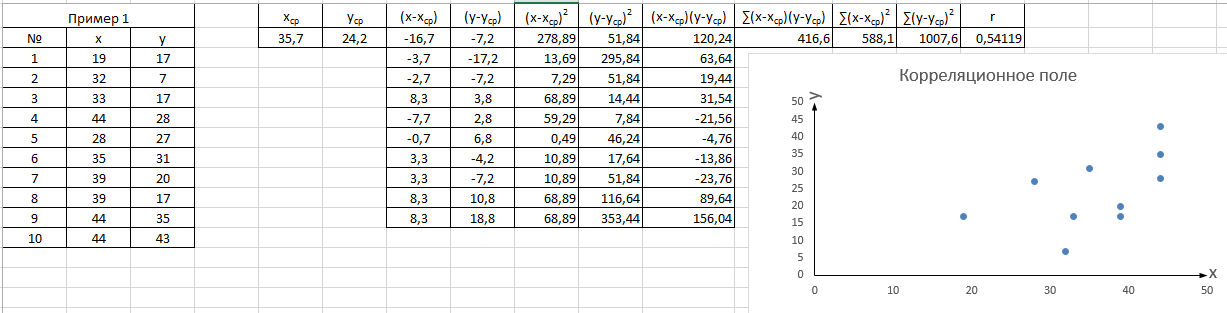 Пример 1 xср yср (x-xср) (y-yср) (x-xср)² (y-yср)² (x-xср)(y-yср) ∑(x-xср)(y-yср) ∑(x-xср)² ∑(y-yср)² r
№ x y 35,7 24,2 -16,7 -7,2 278,89 51,84 120,24 416,6 588,1 1007,6 0,54119
1 19 17 -3,7 -17,2 13,69 295,84 63,64
2 32 7 -2,7 -7,2 7,29 51,84 19,44
3 33 17 8,3 3,8 68,89 14,44 31,54
4 44 28 -7,7 2,8 59,29 7,84 -21,56
5 28 27 -0,7 6,8 0,49 46,24 -4,76
6 35 31 3,3 -4,2 10,89 17,64 -13,86
7 39 20 3,3 -7,2 10,89 51,84 -23,76
8 39 17 8,3 10,8 68,89 116,64 89,64
9 44 35 8,3 18,8 68,89 353,44 156,04
10 44 43
Корреляционное поле
y
50
45
40
35
30
25
20
15
10
5
0
0 10 20 30 40 50
x